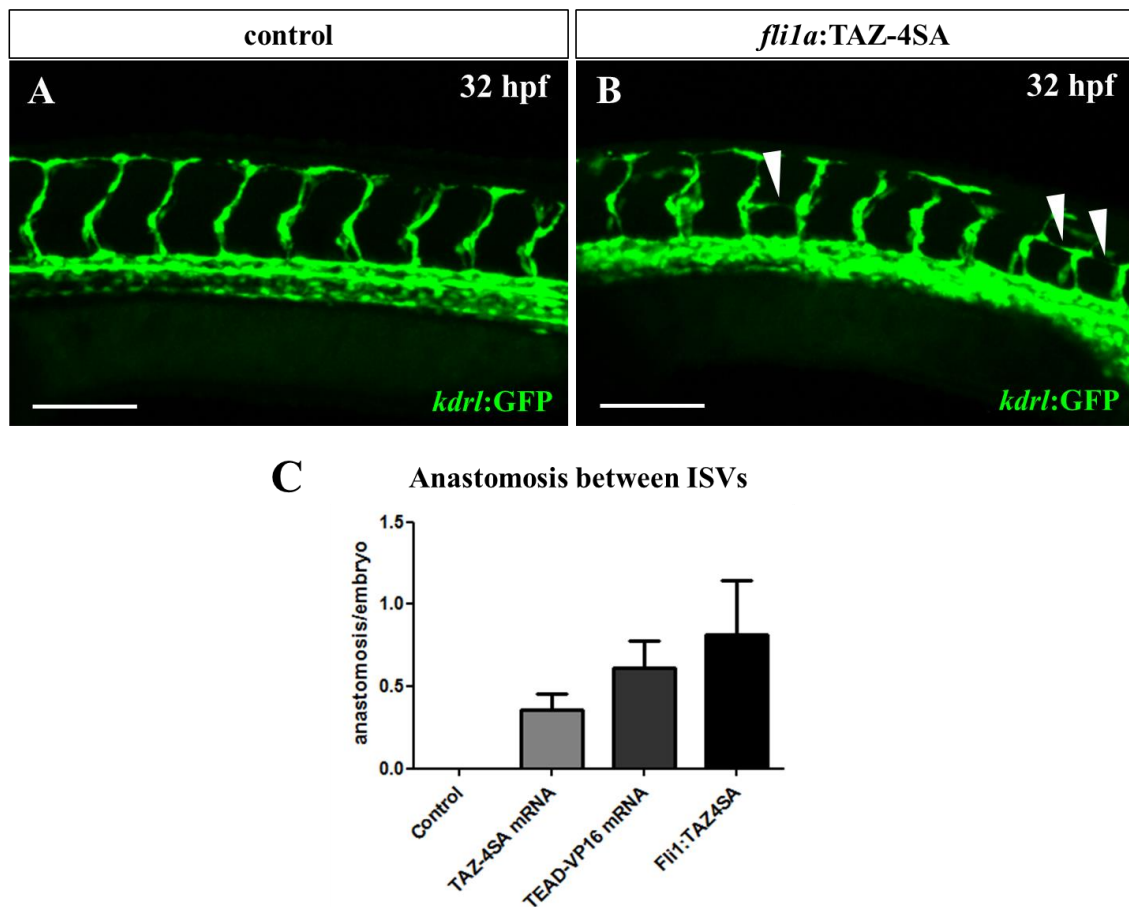 control
fli1a:TAZ-4SA
A
32 hpf
kdrl:GFP
B
32 hpf
kdrl:GFP
C
Anastomosis between ISVs
anastomosis/embryo
1.5
1.0
0.5
0.0
Control
TAZ-4SA mRNA
TEAD-VP16 mRNA
Fli1:TAZ4SA